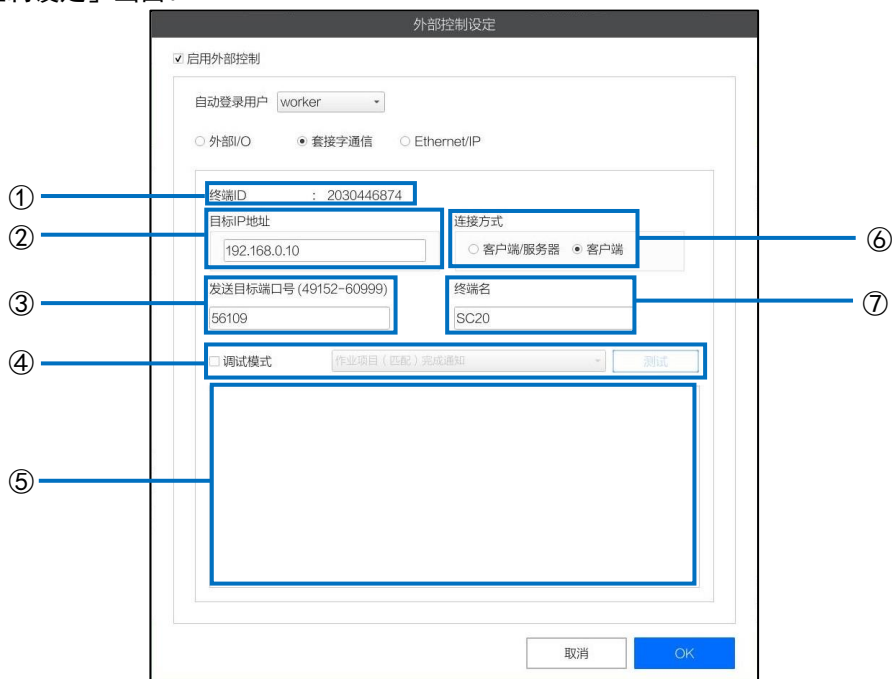 设定」画面:
外部控制设定
启用外部控制
自动登录用户 worker
外部I/O 套接字通信 Ethernet/IP
① 终端ID : 2030446874
② 目标IP地址 连接方式 ⑥
192.168.0.10 客户端/服务器 客户端
③ 发送目标端口号 (49152-60999) 终端名 ⑦
56109 SC20
④ 调试模式 作业项目（匹配）完成通知 测试
⑤
取消 OK